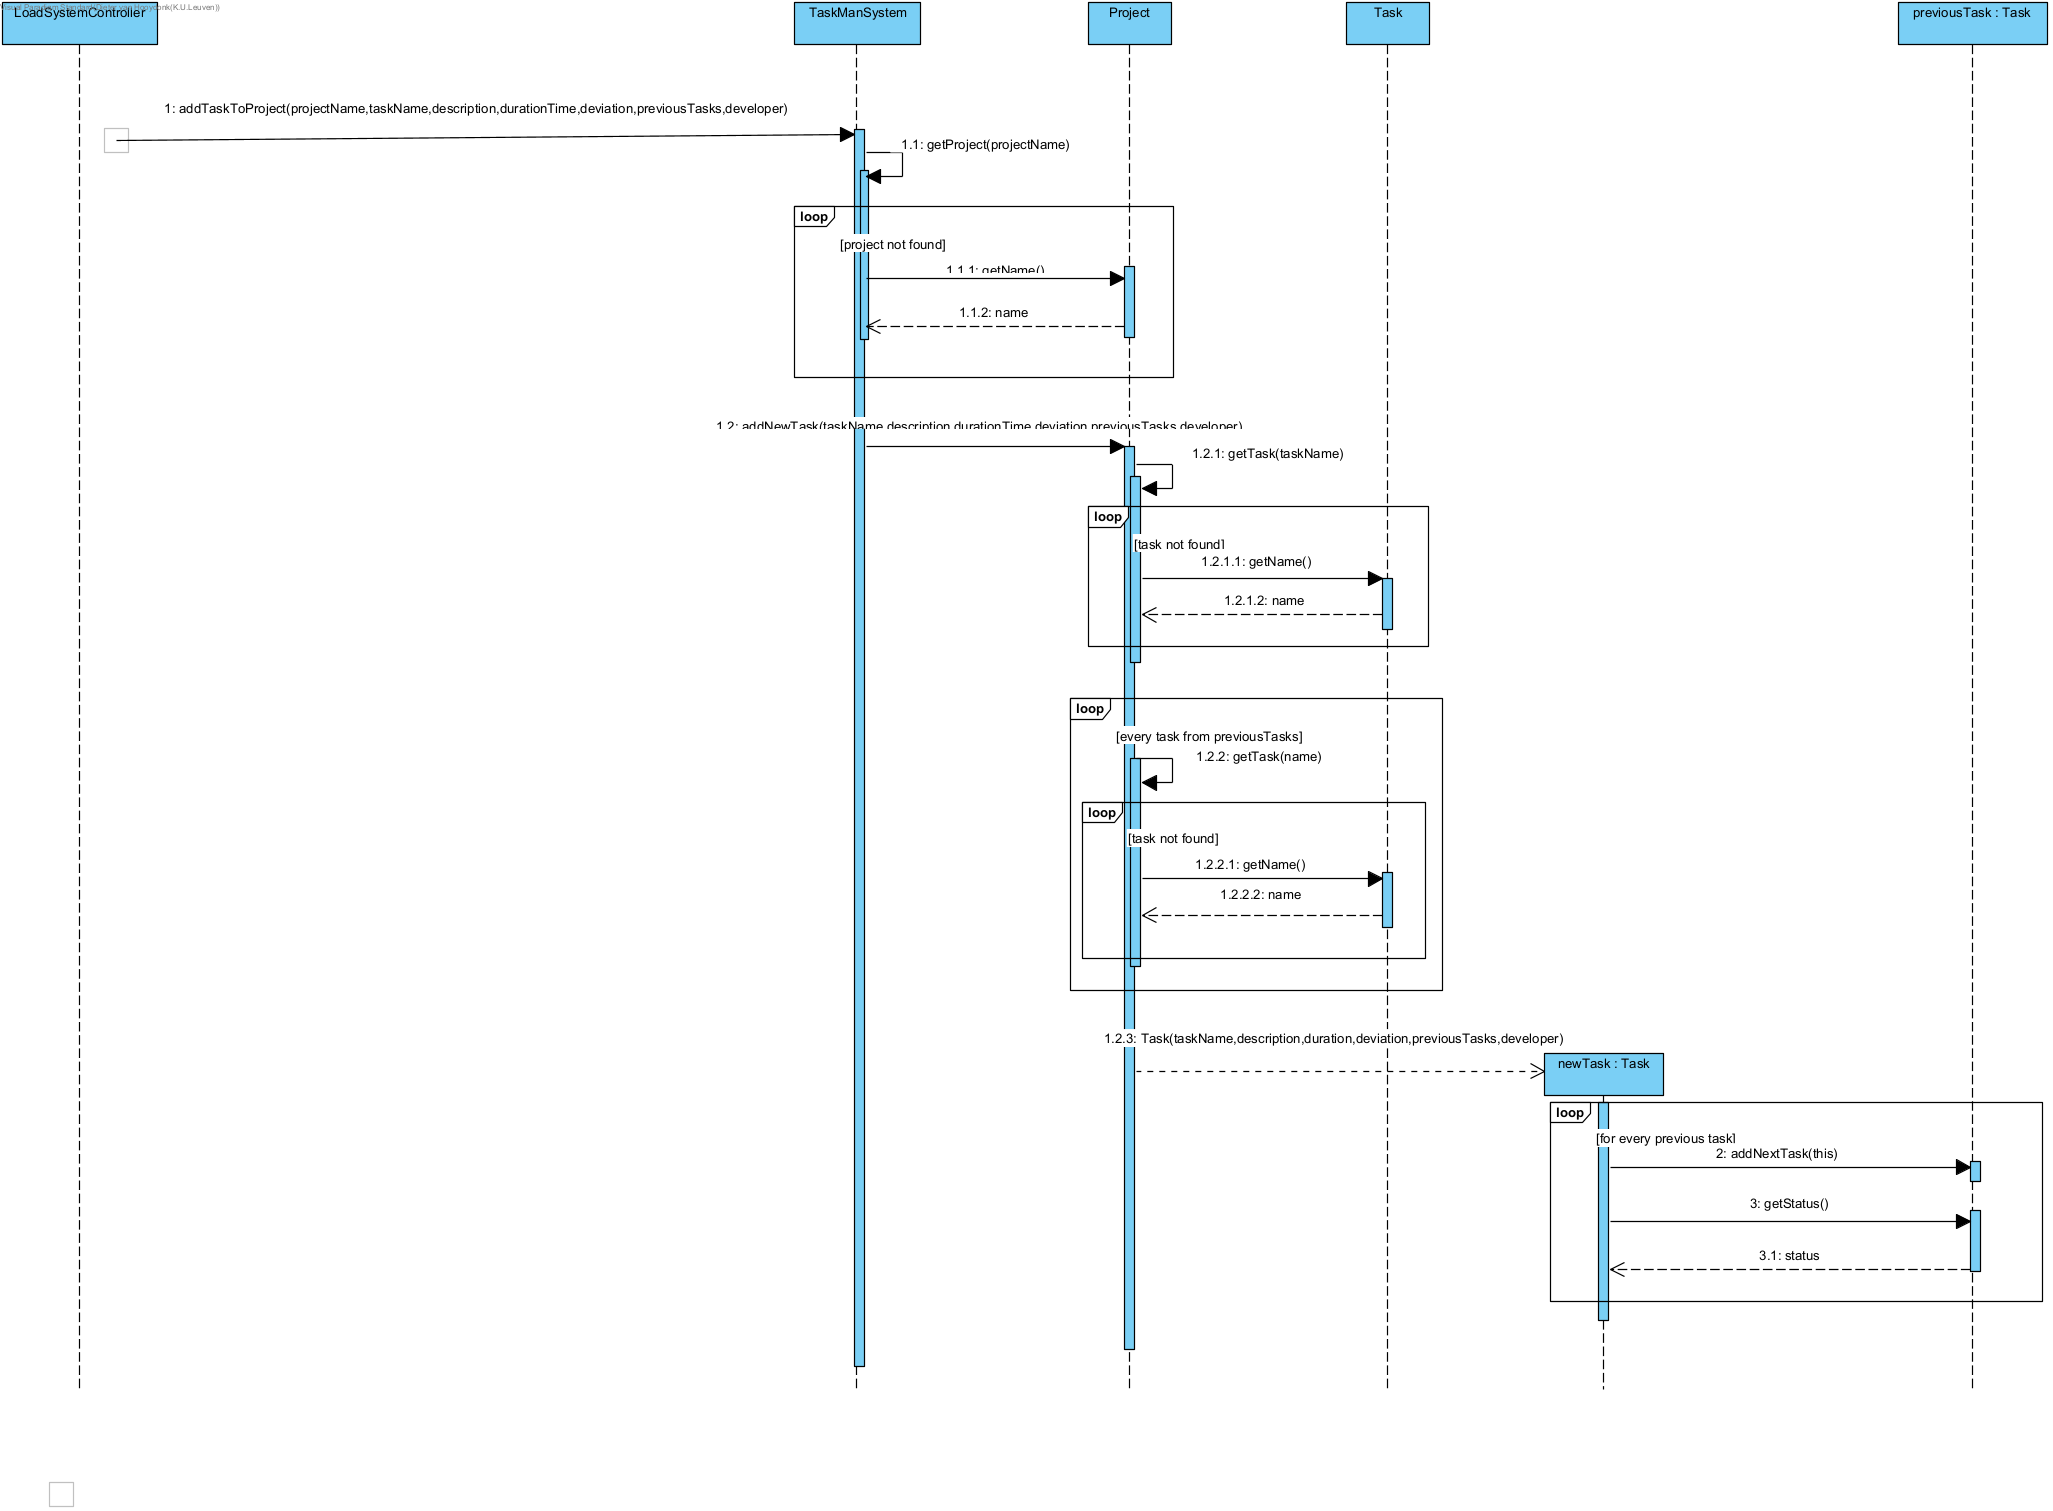 LoadSystemController
TaskManSystem
Project
Task
previousTask : Task
1: addTaskToProject(projectName,taskName,description,durationTime,deviation,previousTasks,developer)
1.1: getProject(projectName)
loop
[project not found]
1.1.1: getName()
1.1.2: name
1.2: addNewTask(taskName,description,durationTime,deviation,previousTasks,developer)
1.2.1: getTask(taskName)
loop
[task not found]
1.2.1.1: getName()
1.2.1.2: name
loop
[every task from previousTasks]
1.2.2: getTask(name)
loop
[task not found]
1.2.2.1: getName()
1.2.2.2: name
1.2.3: Task(taskName,description,duration,deviation,previousTasks,developer)
newTask : Task
loop
[for every previous task]
2: addNextTask(this)
3: getStatus()
3.1: status